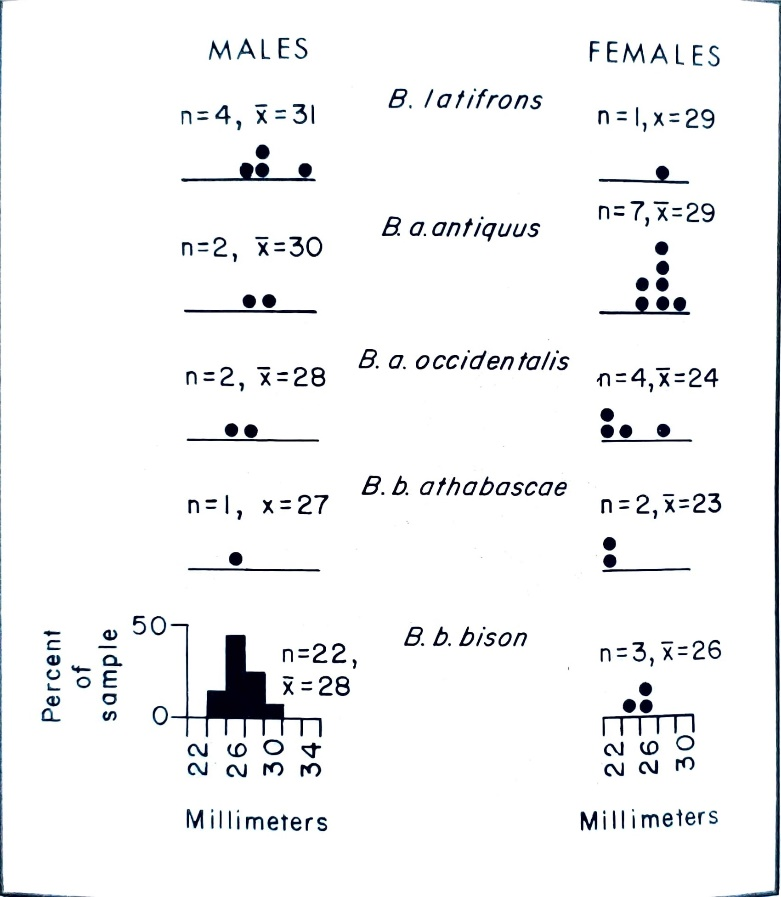 MALES
FEMALES
B. latifrons
n=4, x̄=31
n=1, x=29
B. a. antiquus
n=2, x̄=30
n=7, x̄=29
B. a. occidentalis
n=2, x̄=28
n=4, x̄=24
B. b. athabascae
n=1, x=27
n=2, x̄=23
B. b. bison
Percent
of
sample
50
0
n=22,
x̄=28
n=3, x̄=26
22 26 30 34
22 26 30
Millimeters
Millimeters